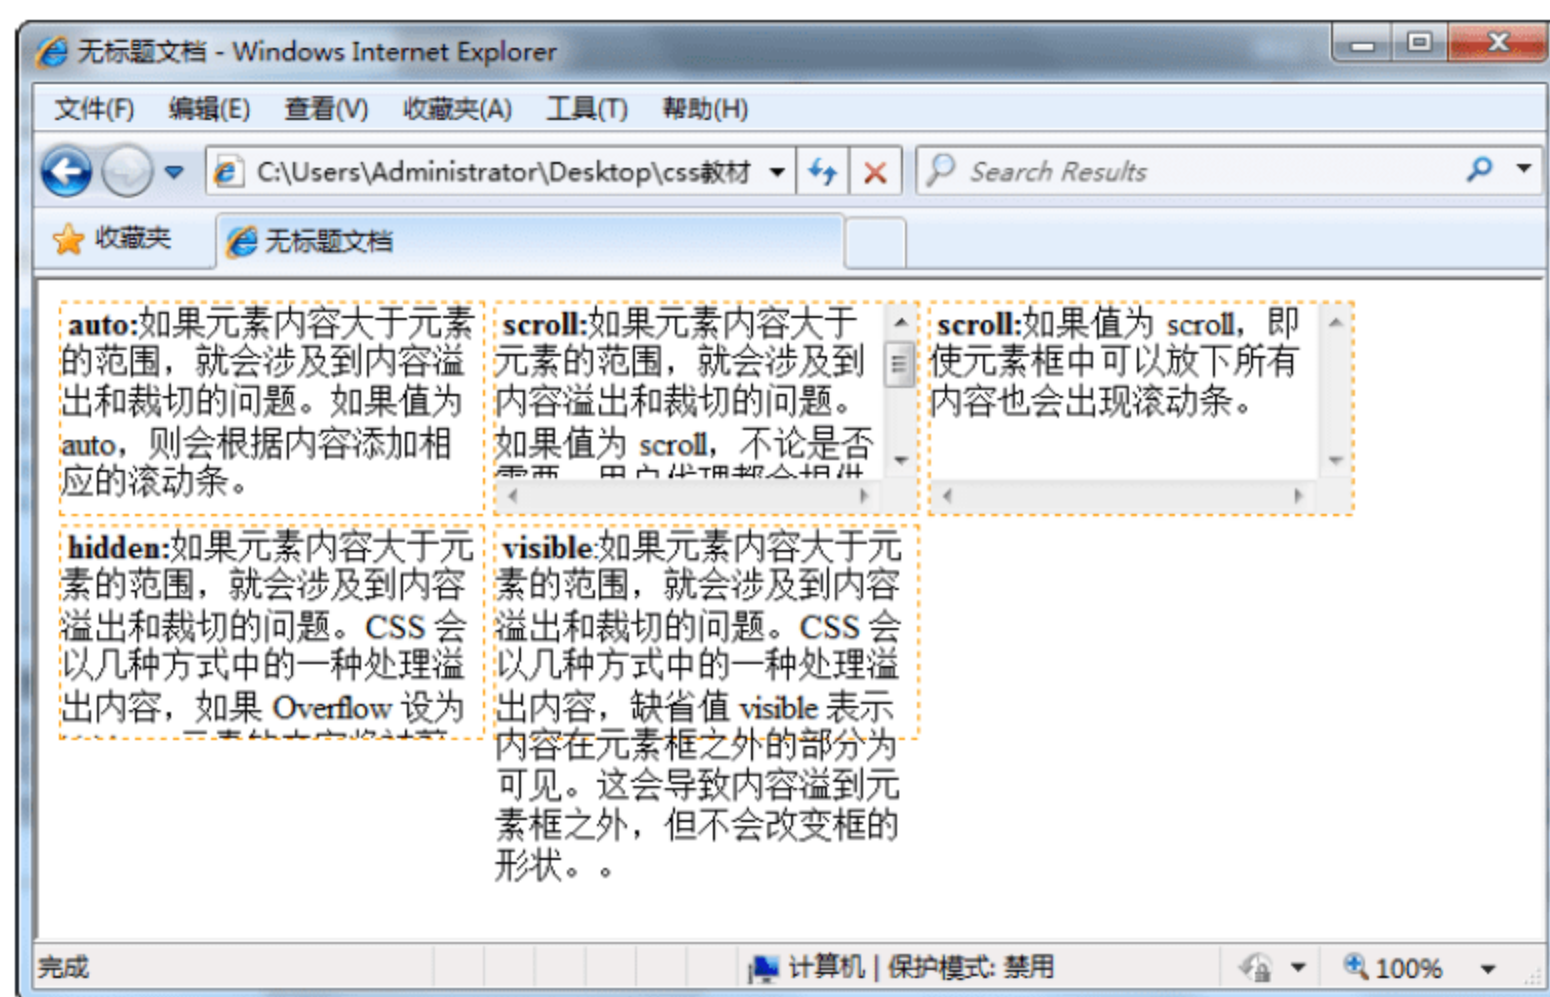 无标题文档 - Windows Internet Explorer
文件(F) 编辑(E) 查看(V) 收藏夹(A) 工具(T) 帮助(H)
C:\Users\Administrator\Desktop\css教材
Search Results
收藏夹
无标题文档
auto:如果元素内容大于元素
的范围，就会涉及到内容溢
出和裁切的问题。如果值为
auto，则会根据内容添加相
应的滚动条。
scroll:如果元素内容大于
元素的范围，就会涉及到
内容溢出和裁切的问题。
如果值为 scroll，不论是否
需要，用户代理都会提供
scroll:如果值为 scroll，即
使元素框中可以放下所有
内容也会出现滚动条。
hidden:如果元素内容大于元
素的范围，就会涉及到内容
溢出和裁切的问题。CSS 会
以几种方式中的一种处理溢
出内容，如果 Overflow 设为
visible:如果元素内容大于元
素的范围，就会涉及到内容
溢出和裁切的问题。CSS 会
以几种方式中的一种处理溢
出内容，缺省值 visible 表示
内容在元素框之外的部分为
可见。这会导致内容溢到元
素框之外，但不会改变框的
形状。。
完成
计算机 | 保护模式: 禁用
100%